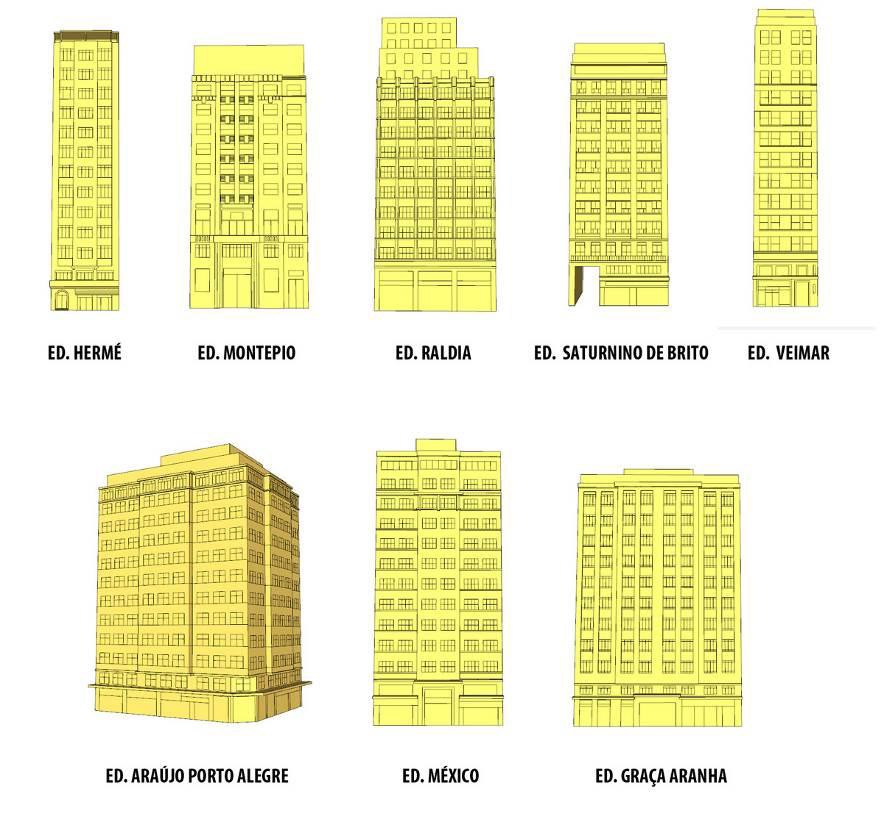 ED. HERMÉ
ED. MONTEPIO
ED. RALDIA
ED. SATURNINO DE BRITO
ED. VEIMAR
ED. ARAÚJO PORTO ALEGRE
ED. MÉXICO
ED. GRAÇA ARANHA